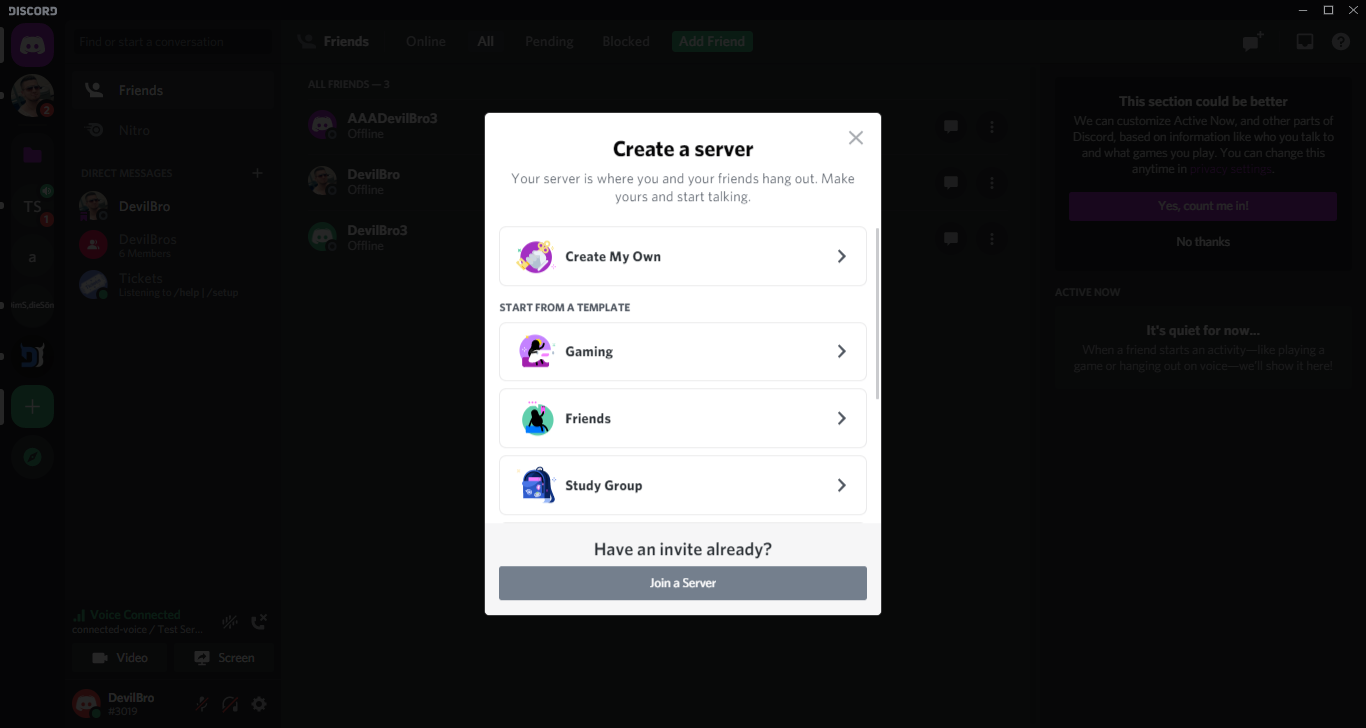 DISCORD
Find or start a conversation
Friends
Online
All
Pending
Blocked
Add Friend
2
TS
1
a
Friends
Nitro
DIRECT MESSAGES
DevilBro
DevilBros
6 Members
Tickets
Listening to /help | /setup
ALL FRIENDS — 3
AAADevilBro3
Offline
DevilBro
Offline
DevilBro3
Offline
Create a server
Your server is where you and your friends hang out. Make
yours and start talking.
Create My Own
START FROM A TEMPLATE
Gaming
Friends
Study Group
Have an invite already?
Join a Server
This section could be better
We can customize Active Now, and other parts of
Discord, based on information like who you talk to
and what games you play. You can change this
anytime in privacy settings.
Yes, count me in!
No thanks
ACTIVE NOW
It's quiet for now...
When a friend starts an activity—like playing a
game or hanging out on voice—we'll show it here!
Voice Connected
connected-voice / Test Ser...
Video
Screen
DevilBro
#3019